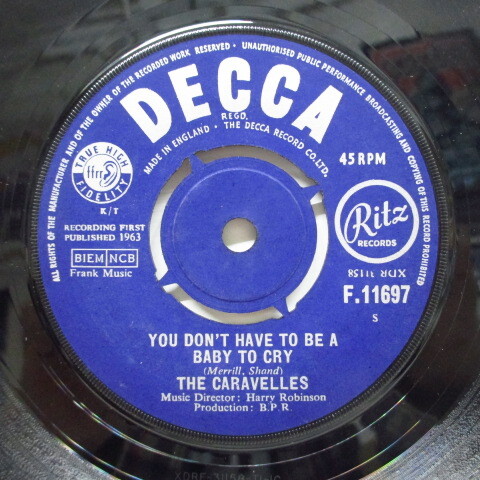 ALL RIGHTS OF THE MANUFACTURER AND OF THE OWNER OF THE RECORDED WORK RESERVED · UNAUTHORISED PUBLIC PERFORMANCE BROADCASTING AND COPYING OF THIS RECORD PROHIBITED
DECCA
REGD.
MADE IN ENGLAND · THE DECCA RECORD CO. LTD.
TRUE HIGH
ffrr
FIDELITY
K/T
45 RPM
RECORDING FIRST
PUBLISHED 1963
BIEM NCB
Frank Music
Ritz
RECORDS
XDR 31158
F.11697
S
YOU DON'T HAVE TO BE A
BABY TO CRY
(Merrill, Shand)
THE CARAVELLES
Music Director: Harry Robinson
Production: B.P.R.